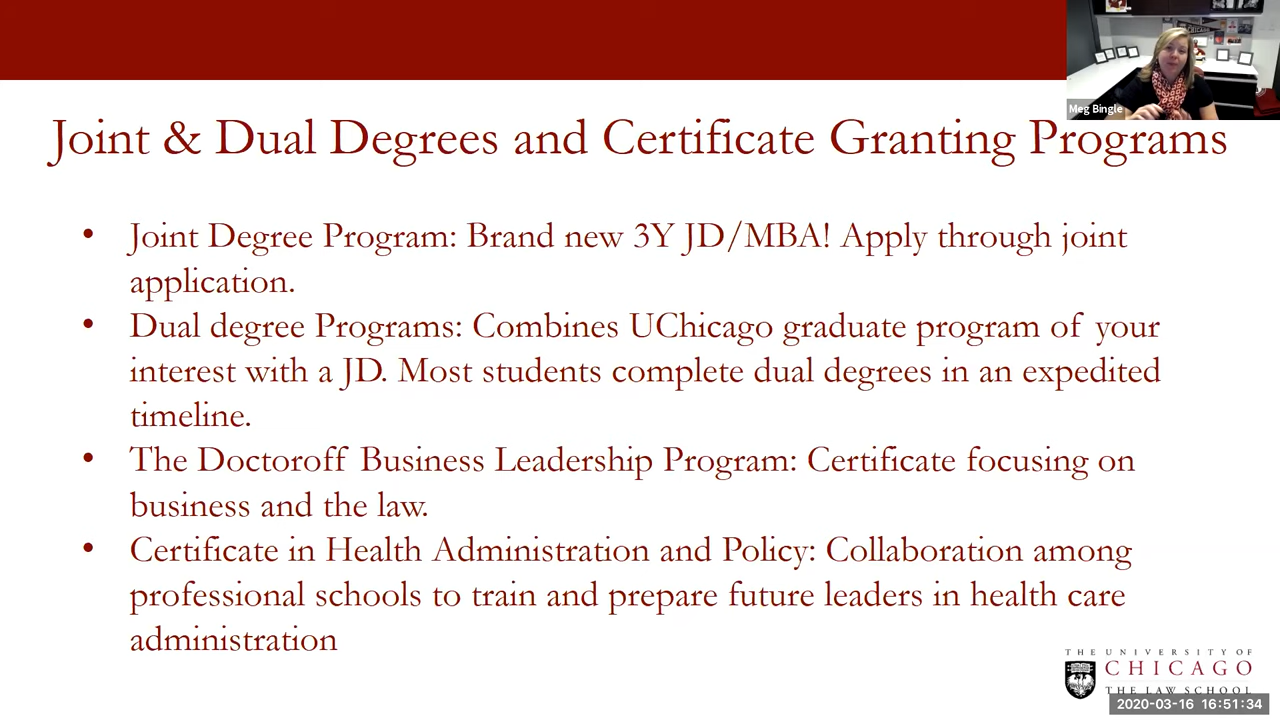 Meg Bingle
Joint & Dual Degrees and Certificate Granting Programs
• Joint Degree Program: Brand new 3Y JD/MBA! Apply through joint
application.
• Dual degree Programs: Combines UChicago graduate program of your
interest with a JD. Most students complete dual degrees in an expedited
timeline.
• The Doctoroff Business Leadership Program: Certificate focusing on
business and the law.
• Certificate in Health Administration and Policy: Collaboration among
professional schools to train and prepare future leaders in health care
administration
THE UNIVERSITY OF
CHICAGO
THE LAW SCHOOL
2020-03-16 16:51:34